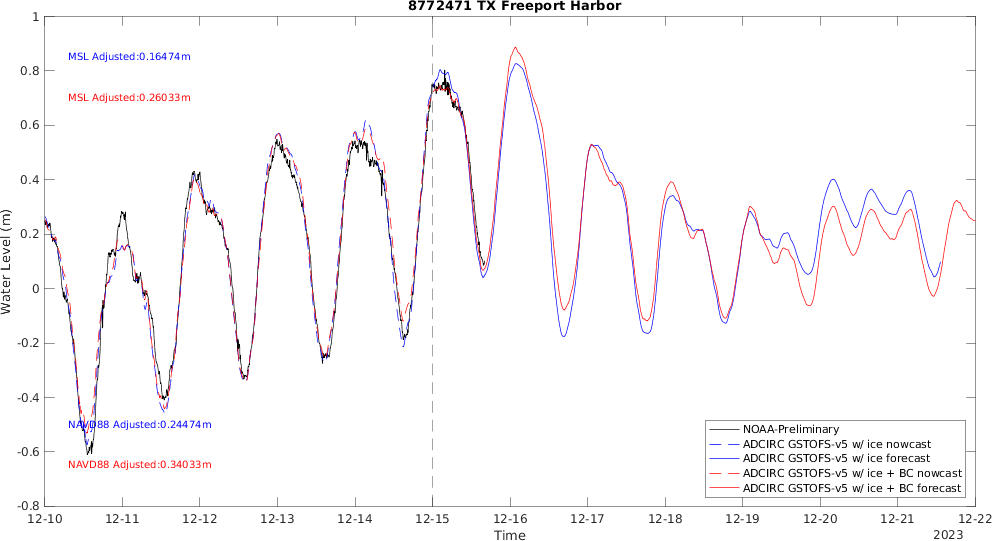 8772471 TX Freeport Harbor
1
0.8
0.6
0.4
0.2
0
-0.2
-0.4
-0.6
-0.8
Water Level (m)
MSL Adjusted:0.16474m
MSL Adjusted:0.26033m
NAVD88 Adjusted:0.24474m
NAVD88 Adjusted:0.34033m
NOAA-Preliminary
ADCIRC GSTOFS-v5 w/ ice nowcast
ADCIRC GSTOFS-v5 w/ ice forecast
ADCIRC GSTOFS-v5 w/ ice + BC nowcast
ADCIRC GSTOFS-v5 w/ ice + BC forecast
12-10 12-11 12-12 12-13 12-14 12-15 12-16 12-17 12-18 12-19 12-20 12-21 12-22
Time
2023